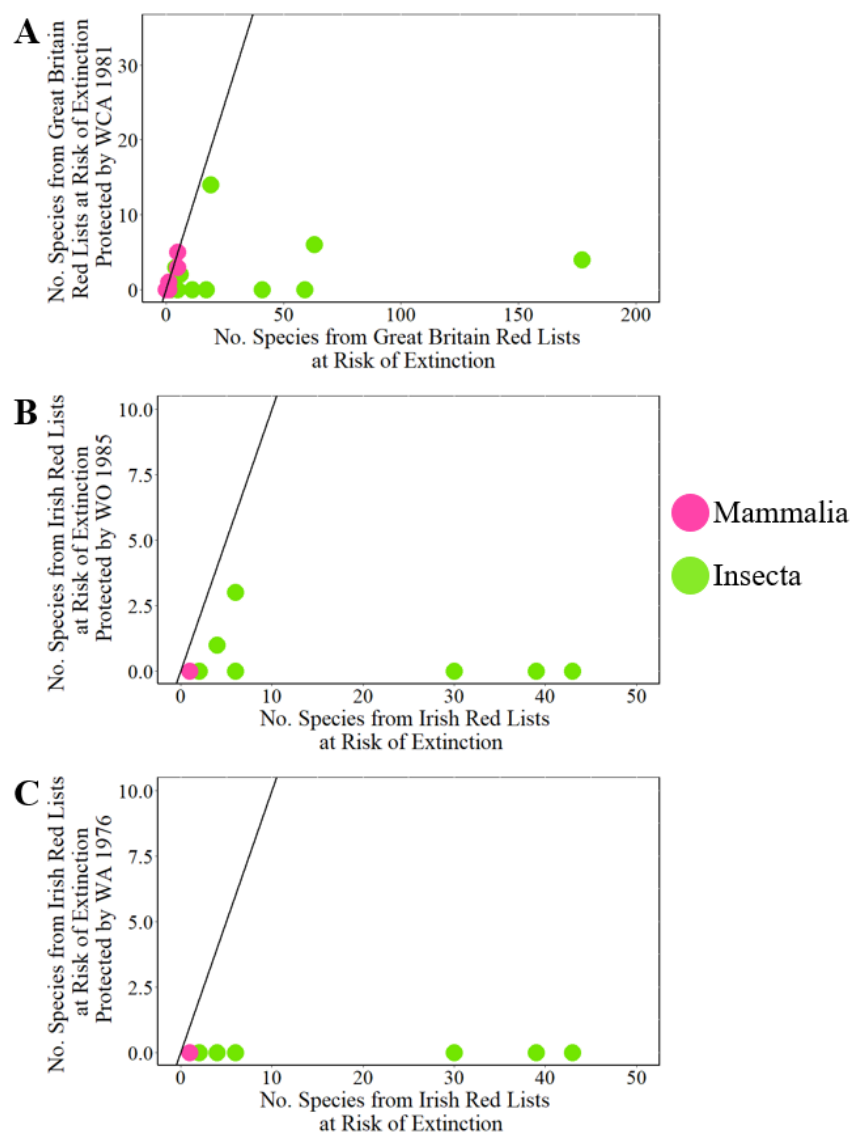 A
No. Species from Great Britain
Red Lists at Risk of Extinction
Protected by WCA 1981
30
20
10
0
0
50
100
150
200
No. Species from Great Britain Red Lists
at Risk of Extinction
B
No. Species from Irish Red Lists
at Risk of Extinction
Protected by WO 1985
10.0
7.5
5.0
2.5
0.0
0
10
20
30
40
50
No. Species from Irish Red Lists
at Risk of Extinction
Mammalia
Insecta
C
No. Species from Irish Red Lists
at Risk of Extinction
Protected by WA 1976
10.0
7.5
5.0
2.5
0.0
0
10
20
30
40
50
No. Species from Irish Red Lists
at Risk of Extinction